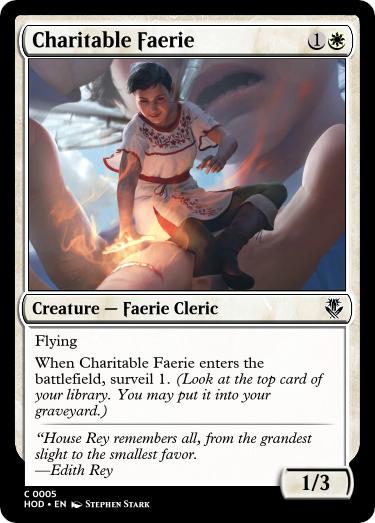 Charitable Faerie 1
Creature — Faerie Cleric
Flying
When Charitable Faerie enters the
battlefield, surveil 1. (Look at the top card of
your library. You may put it into your
graveyard.)
“House Rey remembers all, from the grandest
slight to the smallest favor.
—Edith Rey
1/3
C 0005
HOD • EN Stephen Stark